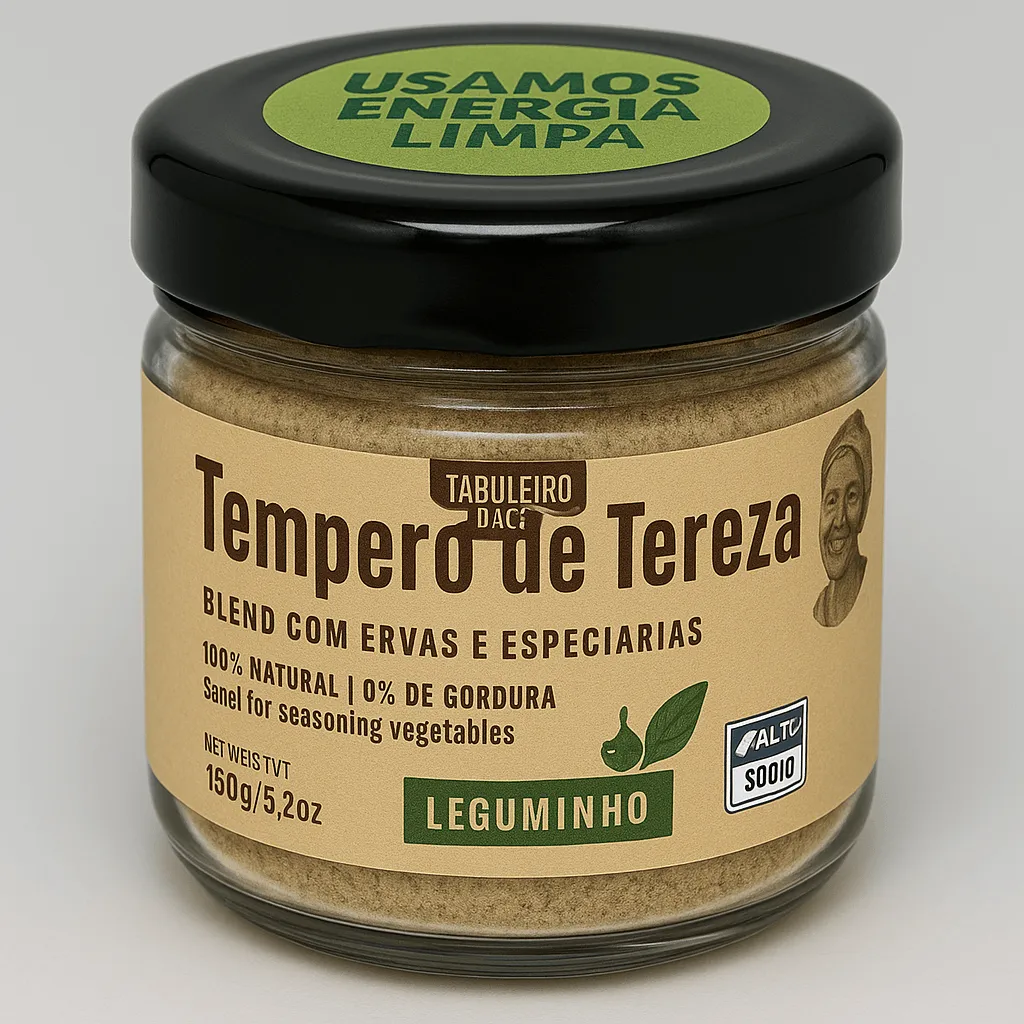 USAMOS
ENERGIA
LIMPA
TABULEIRO
Tempero de Tereza
BLEND COM ERVAS E ESPECIARIAS
100% NATURAL | 0% DE GORDURA
Sanel for seasoning vegetables
NET WEIS TVT
150g/5,2oz
LEGUMINHO
ALTO
SOOIO